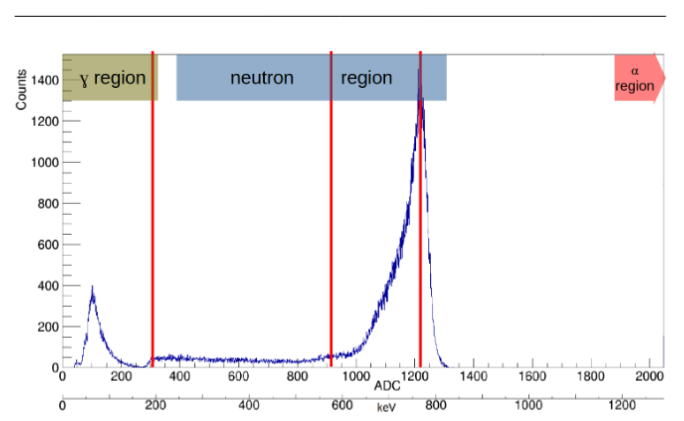 γ region
neutron region
α
region
Counts
1400
1200
1000
800
600
400
200
0
0 200 400 600 800 1000 1200 1400 1600 1800 2000
ADC
0 200 400 600 800 1000 1200
keV